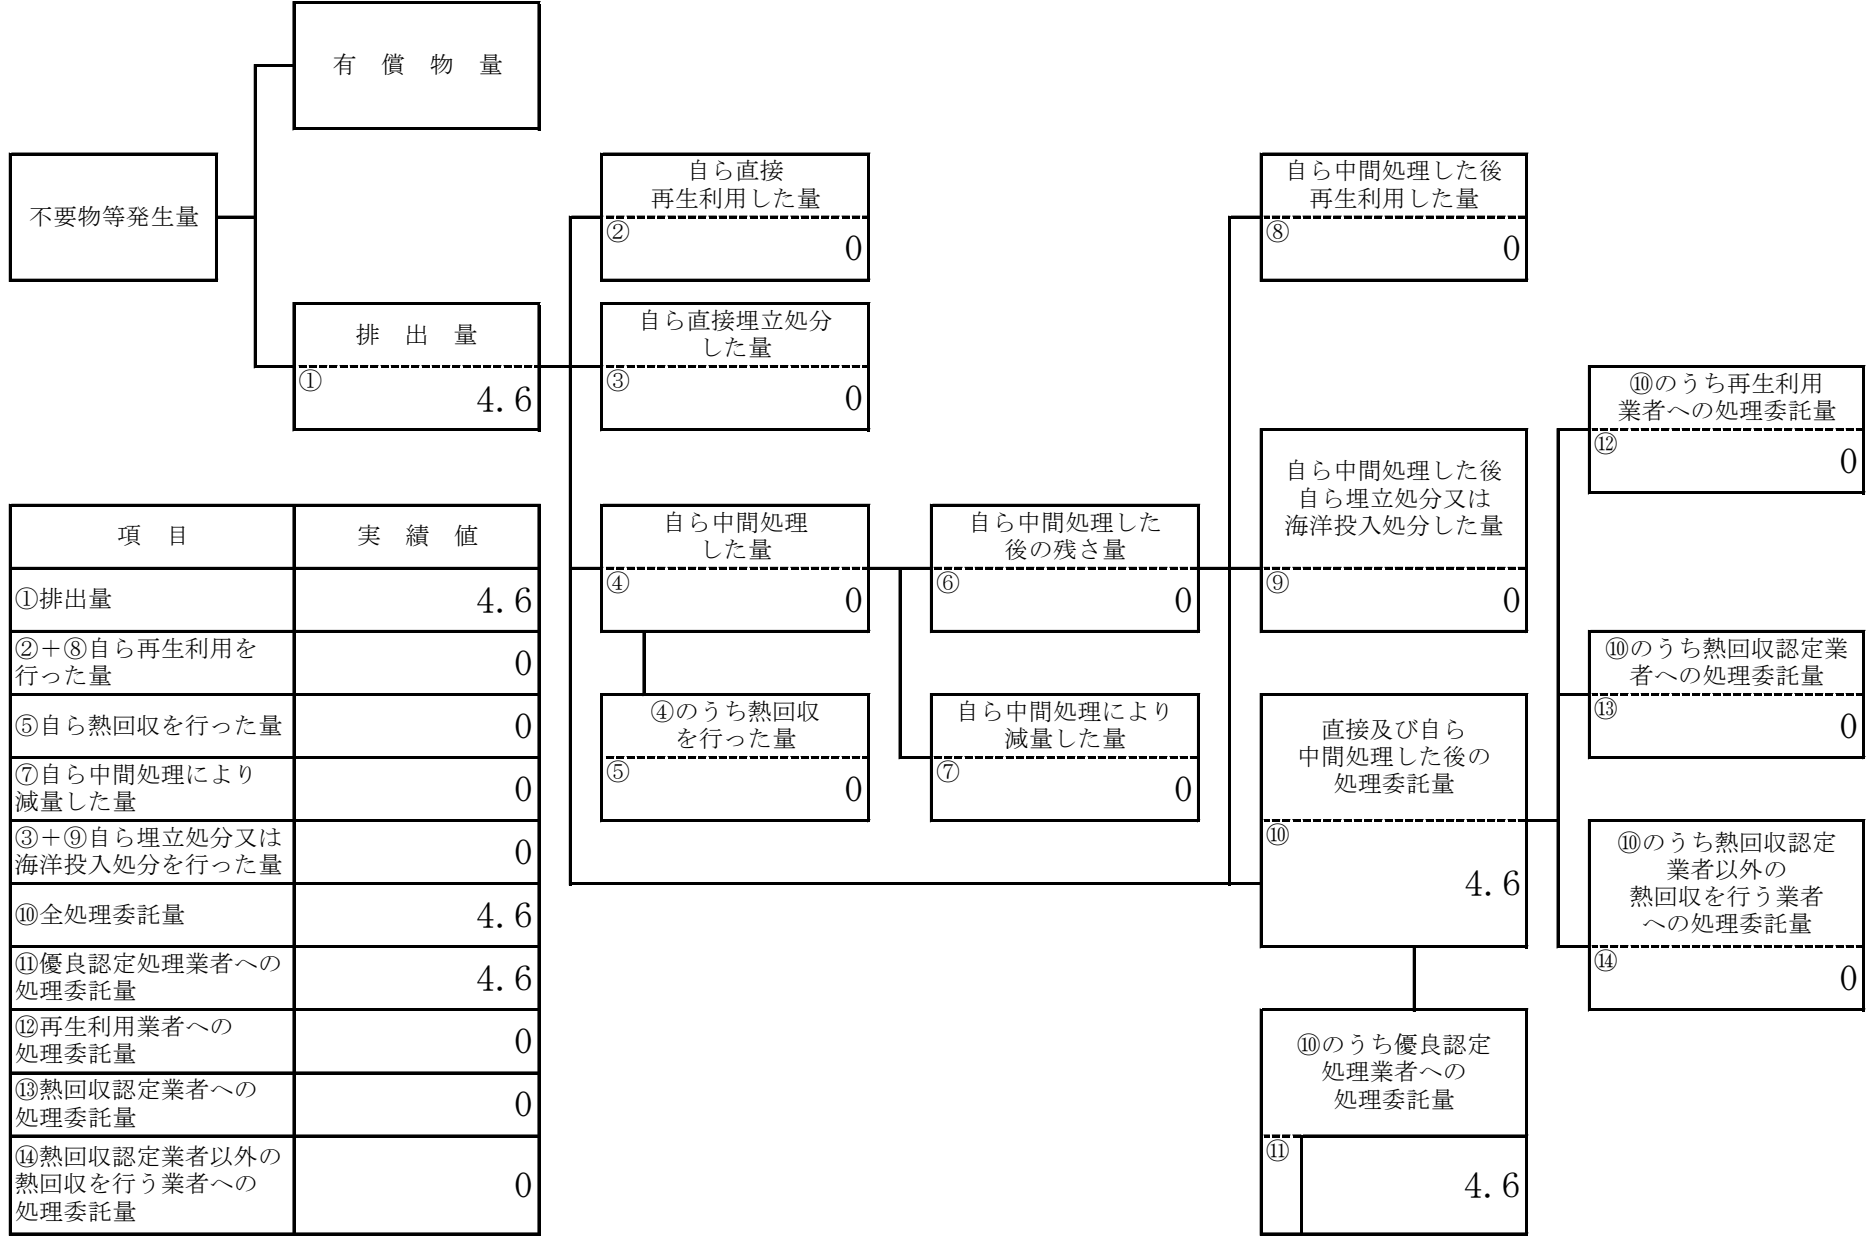 有 償 物 量
不要物等発生量
排 出 量
①
4.6
自ら直接
再生利用した量
②
0
自ら直接埋立処分
した量
③
0
自ら中間処理
した量
④
0
④のうち熱回収
を行った量
⑤
0
自ら中間処理した
後の残さ量
⑥
0
自ら中間処理により
減量した量
⑦
0
自ら中間処理した後
再生利用した量
⑧
0
自ら中間処理した後
自ら埋立処分又は
海洋投入処分した量
⑨
0
直接及び自ら
中間処理した後の
処理委託量
⑩
4.6
⑩のうち優良認定
処理業者への
処理委託量
⑪
4.6
⑩のうち再生利用
業者への処理委託量
⑫
0
⑩のうち熱回収認定業
者への処理委託量
⑬
0
⑩のうち熱回収認定
業者以外の
熱回収を行う業者
への処理委託量
⑭
0
項 目
実 績 値
①排出量
4.6
②＋⑧自ら再生利用を
行った量
0
⑤自ら熱回収を行った量
0
⑦自ら中間処理により
減量した量
0
③＋⑨自ら埋立処分又は
海洋投入処分を行った量
0
⑩全処理委託量
4.6
⑪優良認定処理業者への
処理委託量
4.6
⑫再生利用業者への
処理委託量
0
⑬熱回収認定業者への
処理委託量
0
⑭熱回収認定業者以外の
熱回収を行う業者への
処理委託量
0